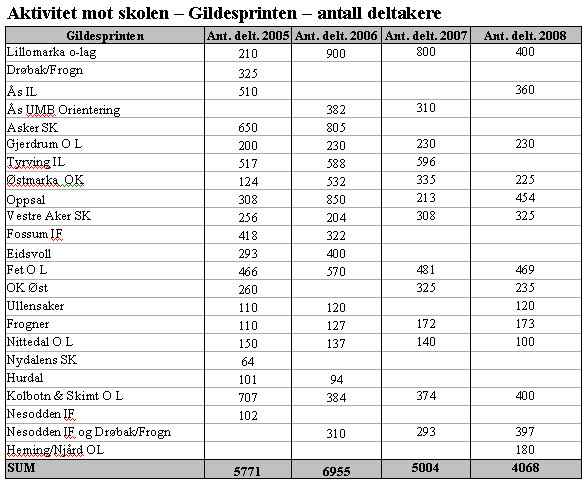 Aktivitet mot skolen – Gildesprinten – antall deltakere
Gildesprinten Ant. delt. 2005 Ant. delt. 2006 Ant. delt. 2007 Ant. delt. 2008
Lillomarka o-lag 210 900 800 400
Drøbak/Frogn 325
Ås IL 510 360
Ås UMB Orientering 382 310
Asker SK 650 805
Gjerdrum O L 200 230 230 230
Tyrving IL 517 588 596
Østmarka OK 124 532 335 225
Oppsal 308 850 213 454
Vestre Aker SK 256 204 308 325
Fossum IF 418 322
Eidsvoll 293 400
Fet O L 466 570 481 469
OK Øst 260 325 235
Ullensaker 110 120 120
Frogner 110 127 172 173
Nittedal O L 150 137 140 100
Nydalens SK 64
Hurdal 101 94
Kolbotn & Skimt O L 707 384 374 400
Nesodden IF 102
Nesodden IF og Drøbak/Frogn 310 293 397
Heming/Njård OL 180
SUM 5771 6955 5004 4068